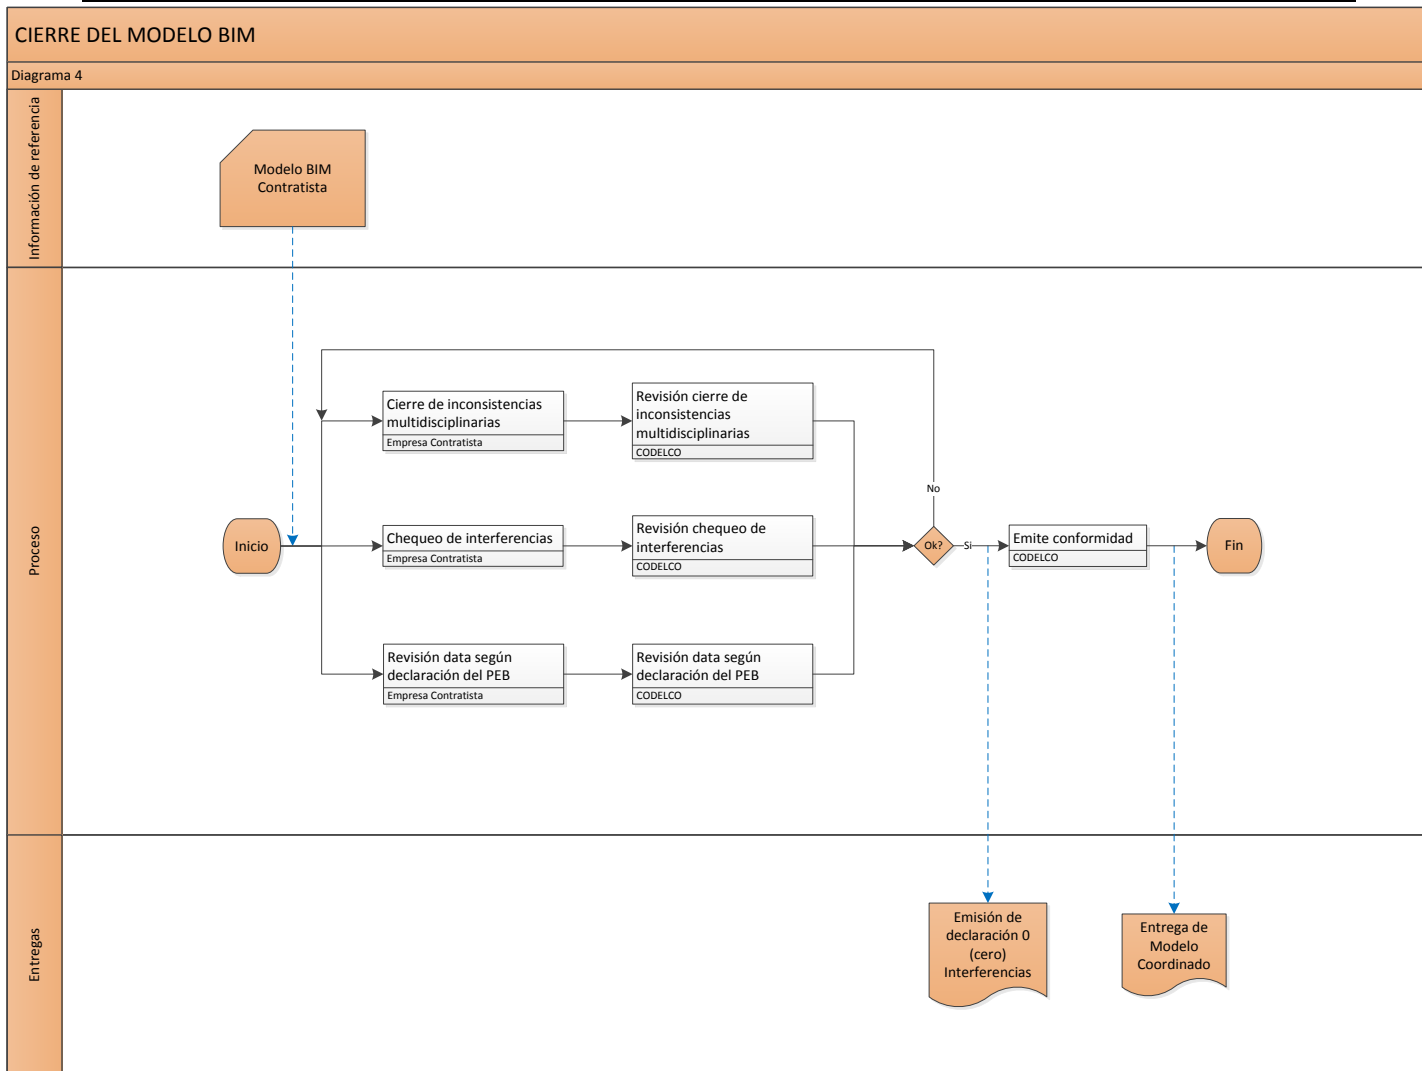 CIERRE DEL MODELO BIM
Diagrama 4
Información de referencia
Modelo BIM
Contratista
Proceso
Inicio
Cierre de inconsistencias
multidisciplinarias
Empresa Contratista
Revisión cierre de
inconsistencias
multidisciplinarias
CODELCO
Chequeo de interferencias
Empresa Contratista
Revisión chequeo de
interferencias
CODELCO
Revisión data según
declaración del PEB
Empresa Contratista
Revisión data según
declaración del PEB
CODELCO
No
Ok?
Si
Emite conformidad
CODELCO
Fin
Entregas
Emisión de
declaración 0
(cero)
Interferencias
Entrega de
Modelo
Coordinado